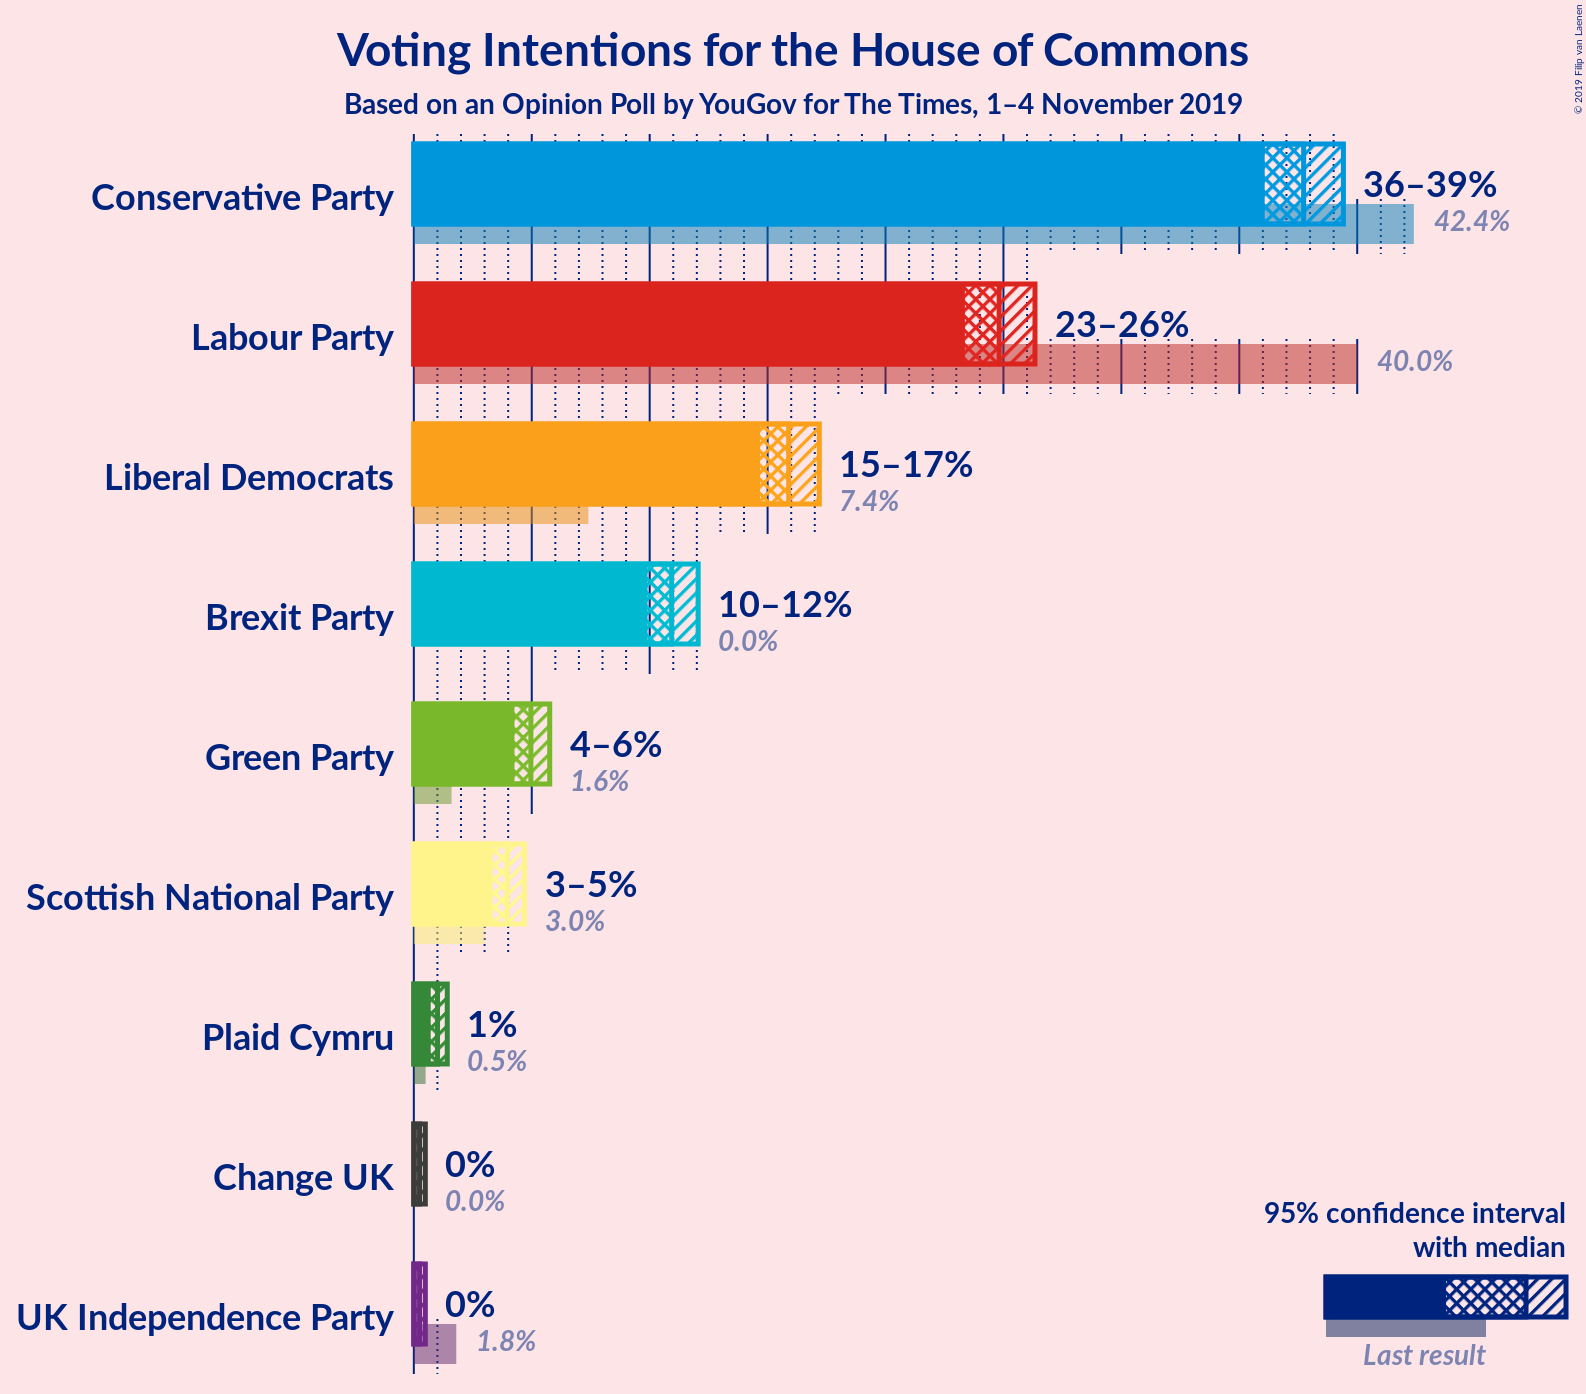 Voting Intentions for the House of Commons
Based on an Opinion Poll by YouGov for The Times, 1–4 November 2019
© 2019 Filip van Laenen
Conservative Party
36–39%
42.4%
Labour Party
23–26%
40.0%
Liberal Democrats
15–17%
7.4%
Brexit Party
10–12%
0.0%
Green Party
4–6%
1.6%
Scottish National Party
3–5%
3.0%
Plaid Cymru
1%
0.5%
Change UK
0%
0.0%
UK Independence Party
0%
1.8%
95% confidence interval
with median
Last result